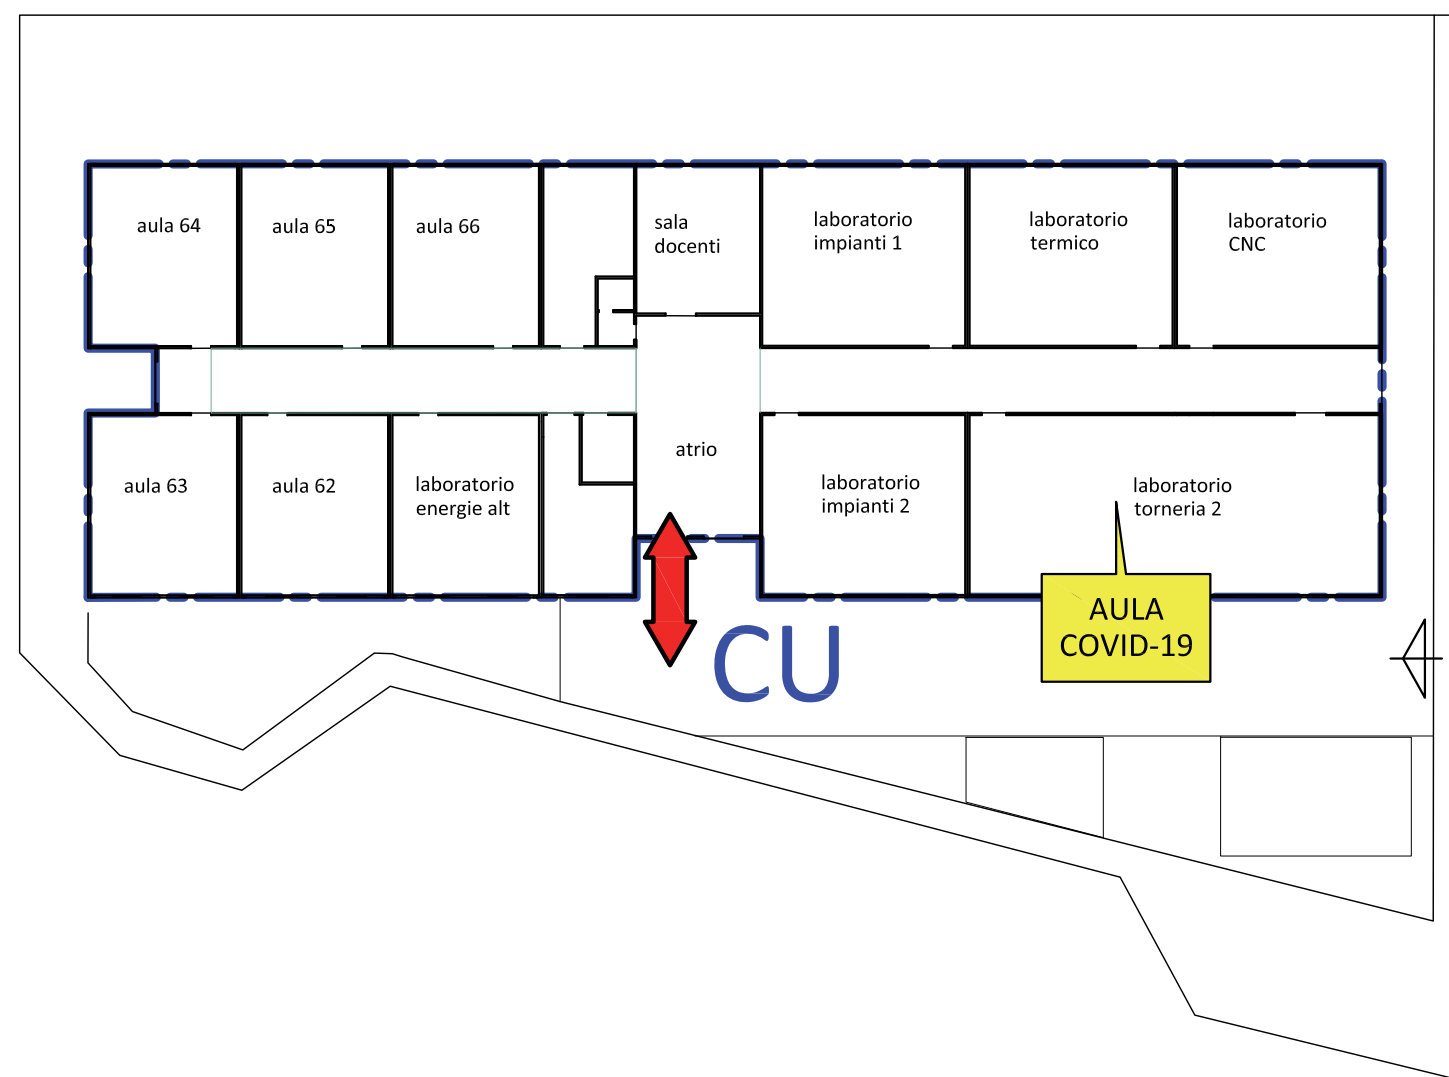 aula 64
aula 65
aula 66
sala
docenti
laboratorio
impianti 1
laboratorio
termico
laboratorio
CNC
atrio
aula 63
aula 62
laboratorio
energie alt
laboratorio
impianti 2
laboratorio
torneria 2
AULA
COVID-19
CU